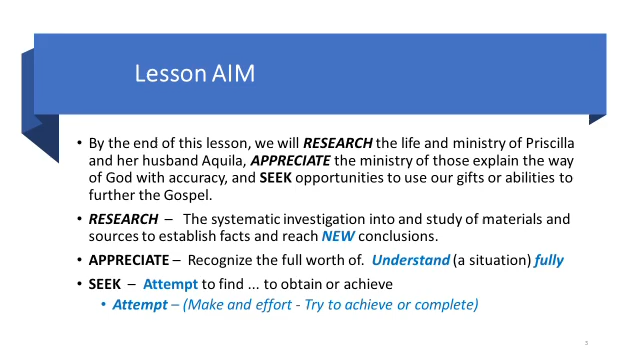 Lesson AIM
• By the end of this lesson, we will RESEARCH the life and ministry of Priscilla
and her husband Aquila, APPRECIATE the ministry of those explain the way
of God with accuracy, and SEEK opportunities to use our gifts or abilities to
further the Gospel.
• RESEARCH – The systematic investigation into and study of materials and
sources to establish facts and reach NEW conclusions.
• APPRECIATE – Recognize the full worth of. Understand (a situation) fully
• SEEK – Attempt to find ... to obtain or achieve
• Attempt – (Make and effort - Try to achieve or complete)
3